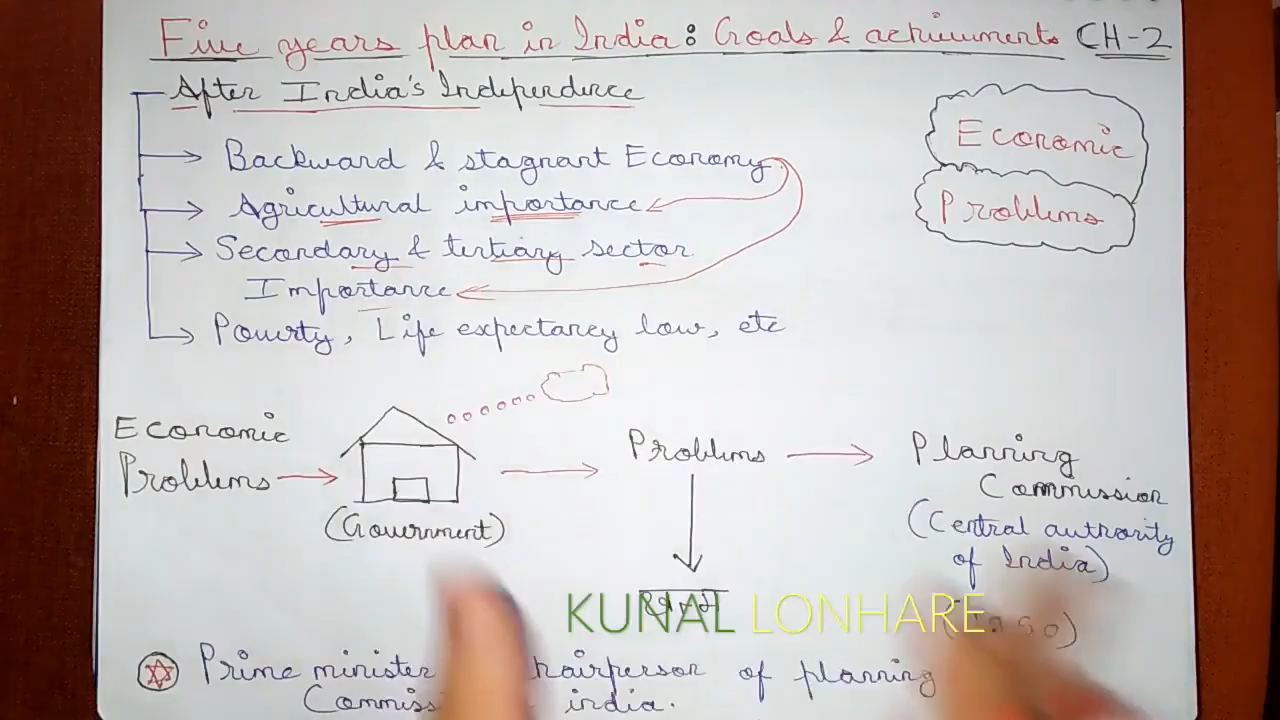 Five years plan in India: Goals & achivments CH-2
After India's Independence
Backward & stagnant Economy
Agricultural importance
Secondary & tertiary sector
Importance
Poverty, Life expectancy low, etc
Economic
Problems
Economic
Problems
(Government)
Problems
Planning
Commission
(Central authority
of India)
KUNAL LONHARE
Prime minister
of planning
india.